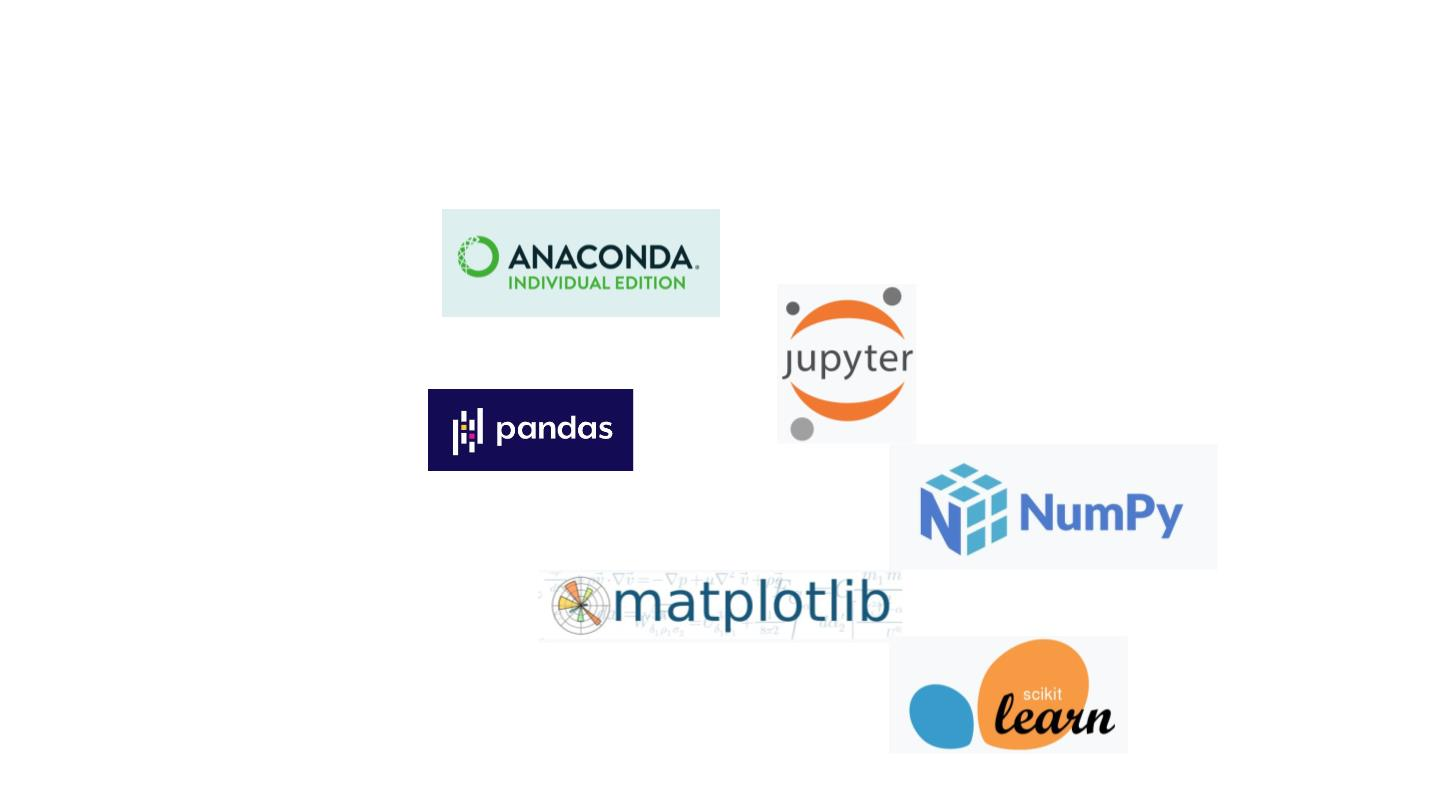 ANACONDA.
INDIVIDUAL EDITION
jupyter
pandas
NumPy
matplotlib
scikit
learn